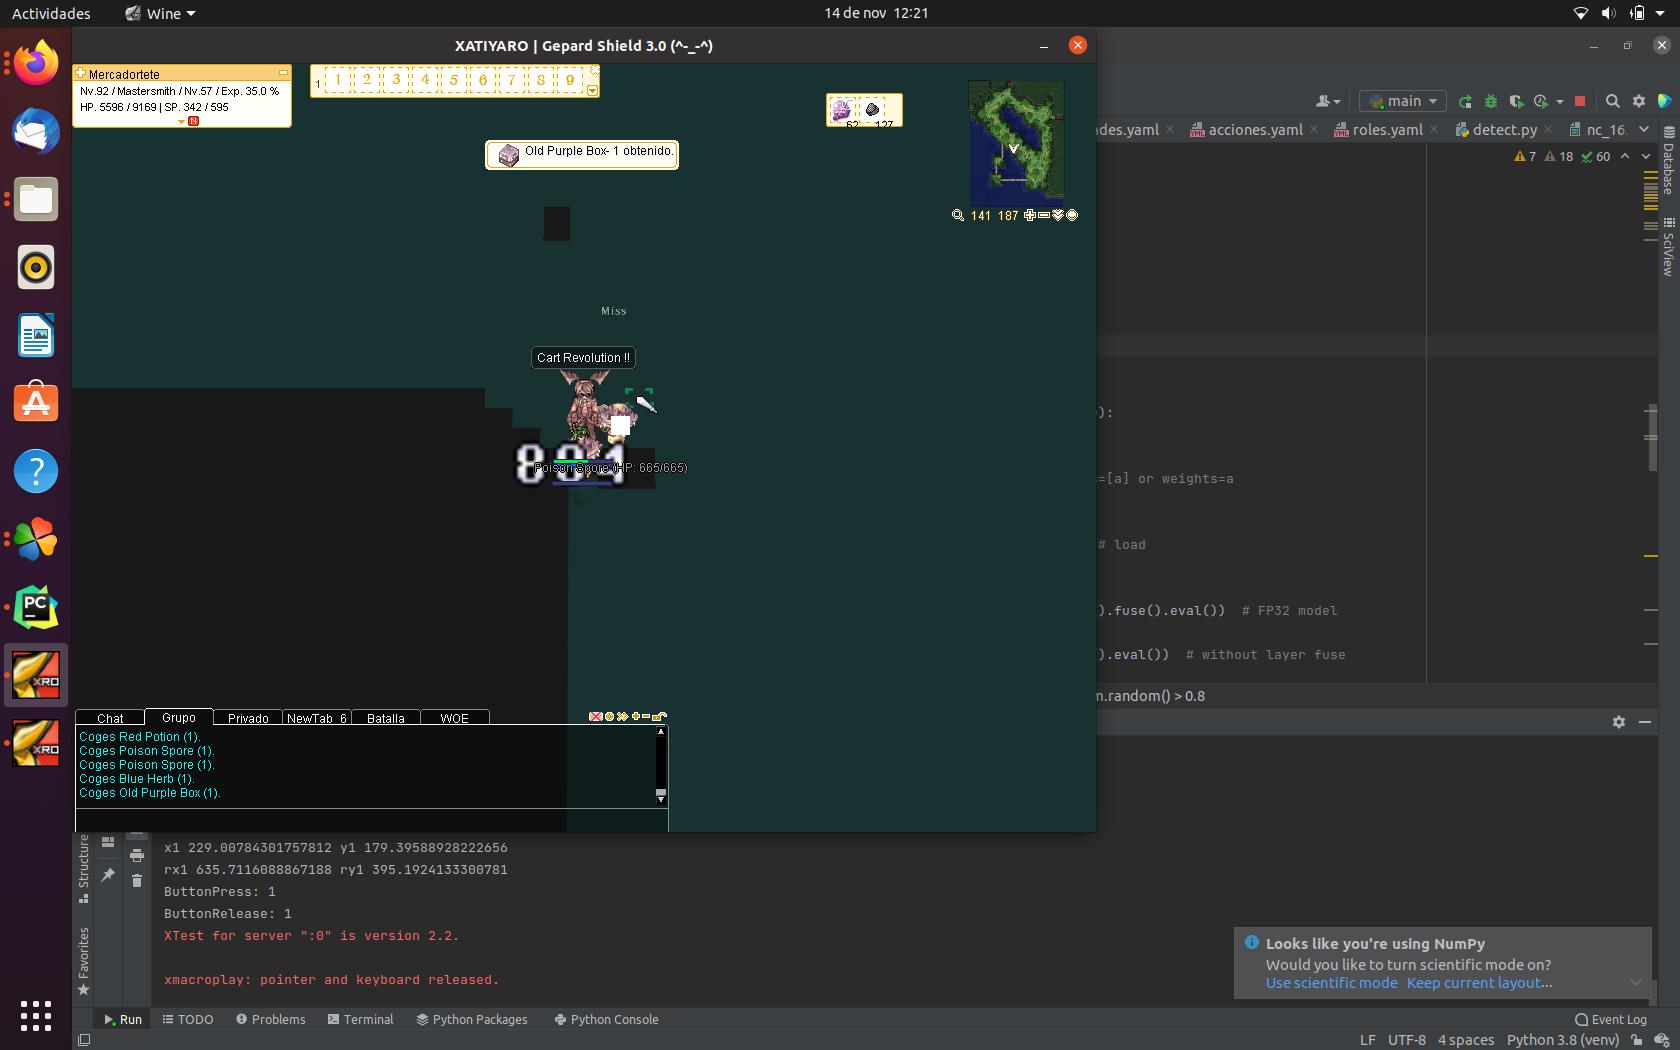 Actividades
Wine
14 de nov 12:21
XATIYARO | Gepard Shield 3.0 (^-_-^)
Mercadortete
Nv.92 / Mastersmith / Nv.57 / Exp. 35.0 %
HP. 5596 / 9169 | SP. 342 / 595
N
1
1 2 3 4 5 6 7 8 9
62 127
Old Purple Box- 1 obtenido.
141 187
Miss
Cart Revolution !!
Poison Spore (HP: 665/665)
Chat Grupo Privado NewTab_6 Batalla WOE
Coges Red Potion (1).
Coges Poison Spore (1).
Coges Poison Spore (1).
Coges Blue Herb (1).
Coges Old Purple Box (1).
main
des.yaml acciones.yaml roles.yaml detect.py nc_16.
7 18 60
Database
SciView
):
=[a] or weights=a
# load
).fuse().eval()) # FP32 model
).eval()) # without layer fuse
m.random() > 0.8
PC
XRO
XRO
Structure
Favorites
x1 229.00784301757812 y1 179.39588928222656
rx1 635.7116088867188 ry1 395.1924133300781
ButtonPress: 1
ButtonRelease: 1
XTest for server ":0" is version 2.2.
xmacroplay: pointer and keyboard released.
Looks like you're using NumPy
Would you like to turn scientific mode on?
Use scientific mode Keep current layout...
Run TODO Problems Terminal Python Packages Python Console
Event Log
LF UTF-8 4 spaces Python 3.8 (venv)